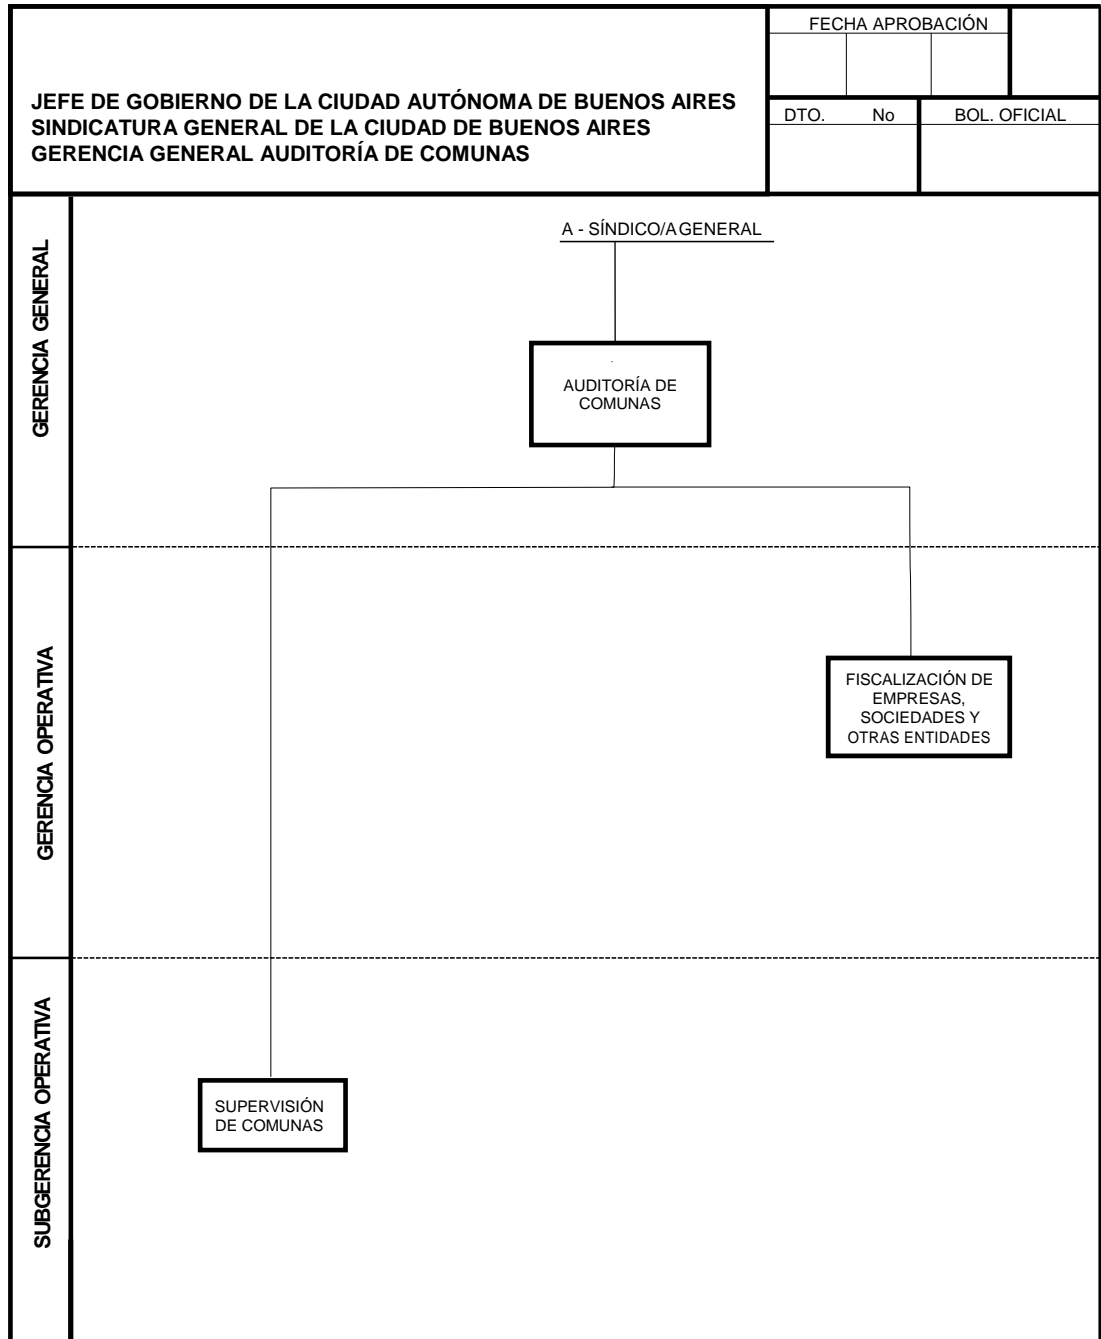 FECHA APROBACIÓN
JEFE DE GOBIERNO DE LA CIUDAD AUTÓNOMA DE BUENOS AIRES
SINDICATURA GENERAL DE LA CIUDAD DE BUENOS AIRES
GERENCIA GENERAL AUDITORÍA DE COMUNAS
DTO. No BOL. OFICIAL
GERENCIA GENERAL
A - SÍNDICO/A GENERAL
AUDITORÍA DE
COMUNAS
GERENCIA OPERATIVA
FISCALIZACIÓN DE
EMPRESAS,
SOCIEDADES Y
OTRAS ENTIDADES
SUBGERENCIA OPERATIVA
SUPERVISIÓN
DE COMUNAS